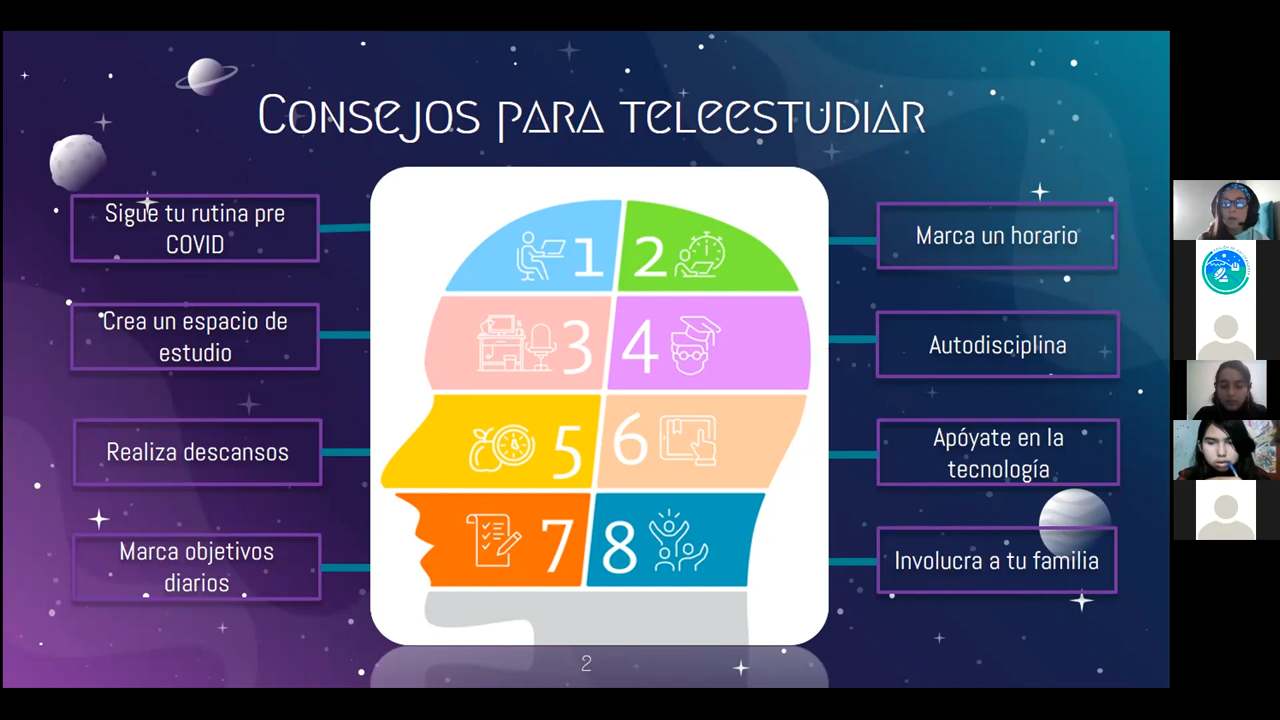 CONSEJOS PARA TELEESTUDIAR
Sigue tu rutina pre
COVID
Marca un horario
1
2
Crea un espacio de
estudio
Autodisciplina
3
4
Realiza descansos
Apóyate en la
tecnología
5
6
Marca objetivos
diarios
Involucra a tu familia
7
8
2